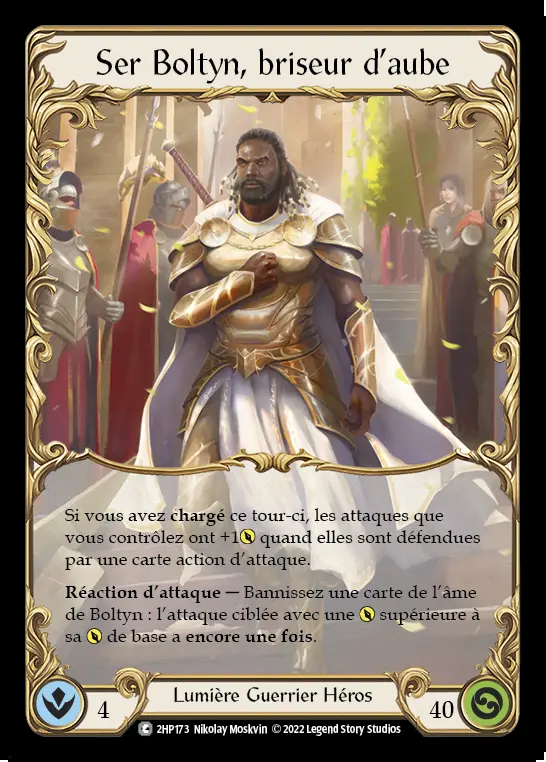 Ser Boltyn, briseur d'aube
Si vous avez chargé ce tour-ci, les attaques que
vous contrôlez ont +1 quand elles sont défendues
par une carte action d'attaque.
Réaction d'attaque — Bannissez une carte de l'âme
de Boltyn : l'attaque ciblée avec une supérieure à
sa de base a encore une fois.
4
Lumière Guerrier Héros
40
C 2HP173 Nikolay Moskvin © 2022 Legend Story Studios